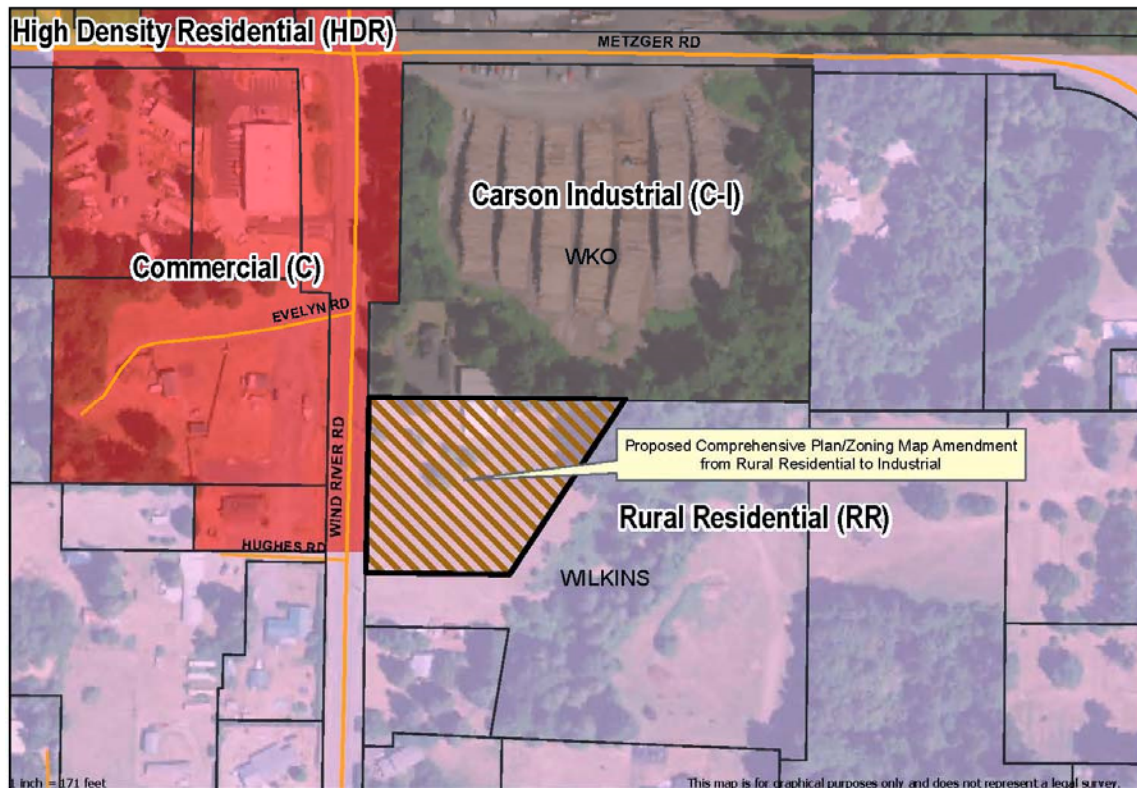 High Density Residential (HDR)
METZGER RD
Carson Industrial (C-I)
WKO
Commercial (C)
EVELYN RD
WIND RIVER RD
Proposed Comprehensive Plan/Zoning Map Amendment
from Rural Residential to Industrial
Rural Residential (RR)
HUGHES RD
WILKINS
1 inch = 171 feet
This map is for graphical purposes only and does not represent a legal survey.